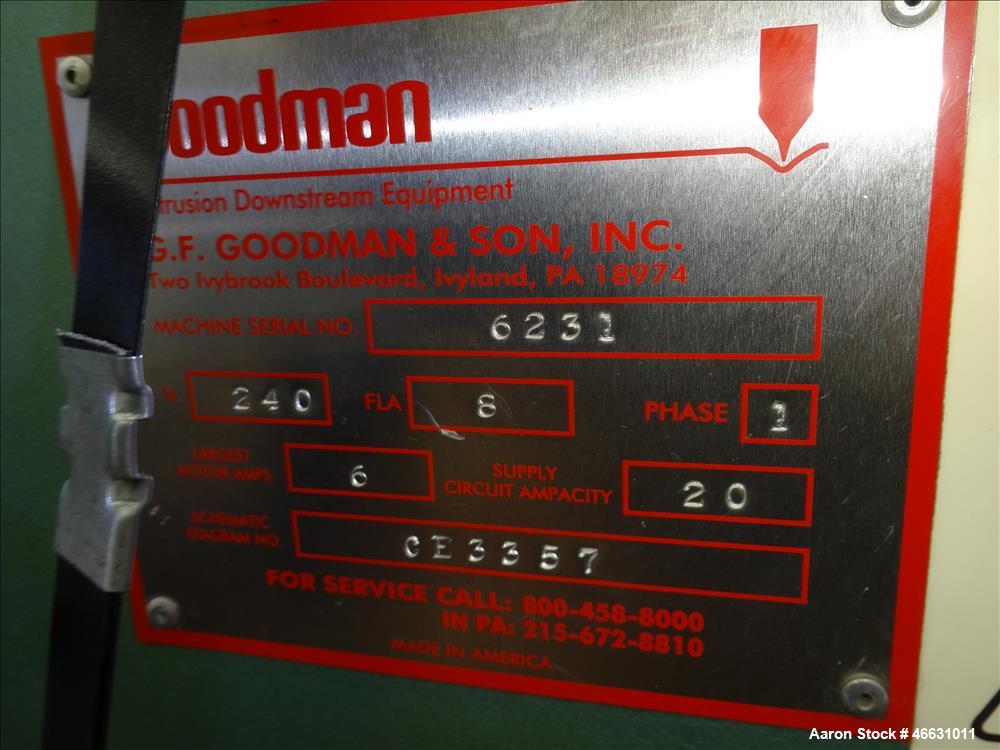 oodman
trusion Downstream Equipment
G.F. GOODMAN & SON, INC.
Two Ivybrook Boulevard, Ivyland, PA 18974
MACHINE SERIAL NO. 6231
V. 240 FLA 8 PHASE 1
LARGEST MOTOR AMPS 6 SUPPLY CIRCUIT AMPACITY 20
SCHEMATIC DIAGRAM NO. CE3357
FOR SERVICE CALL: 800-458-8000
IN PA: 215-672-8810
MADE IN AMERICA
Aaron Stock # 46631011